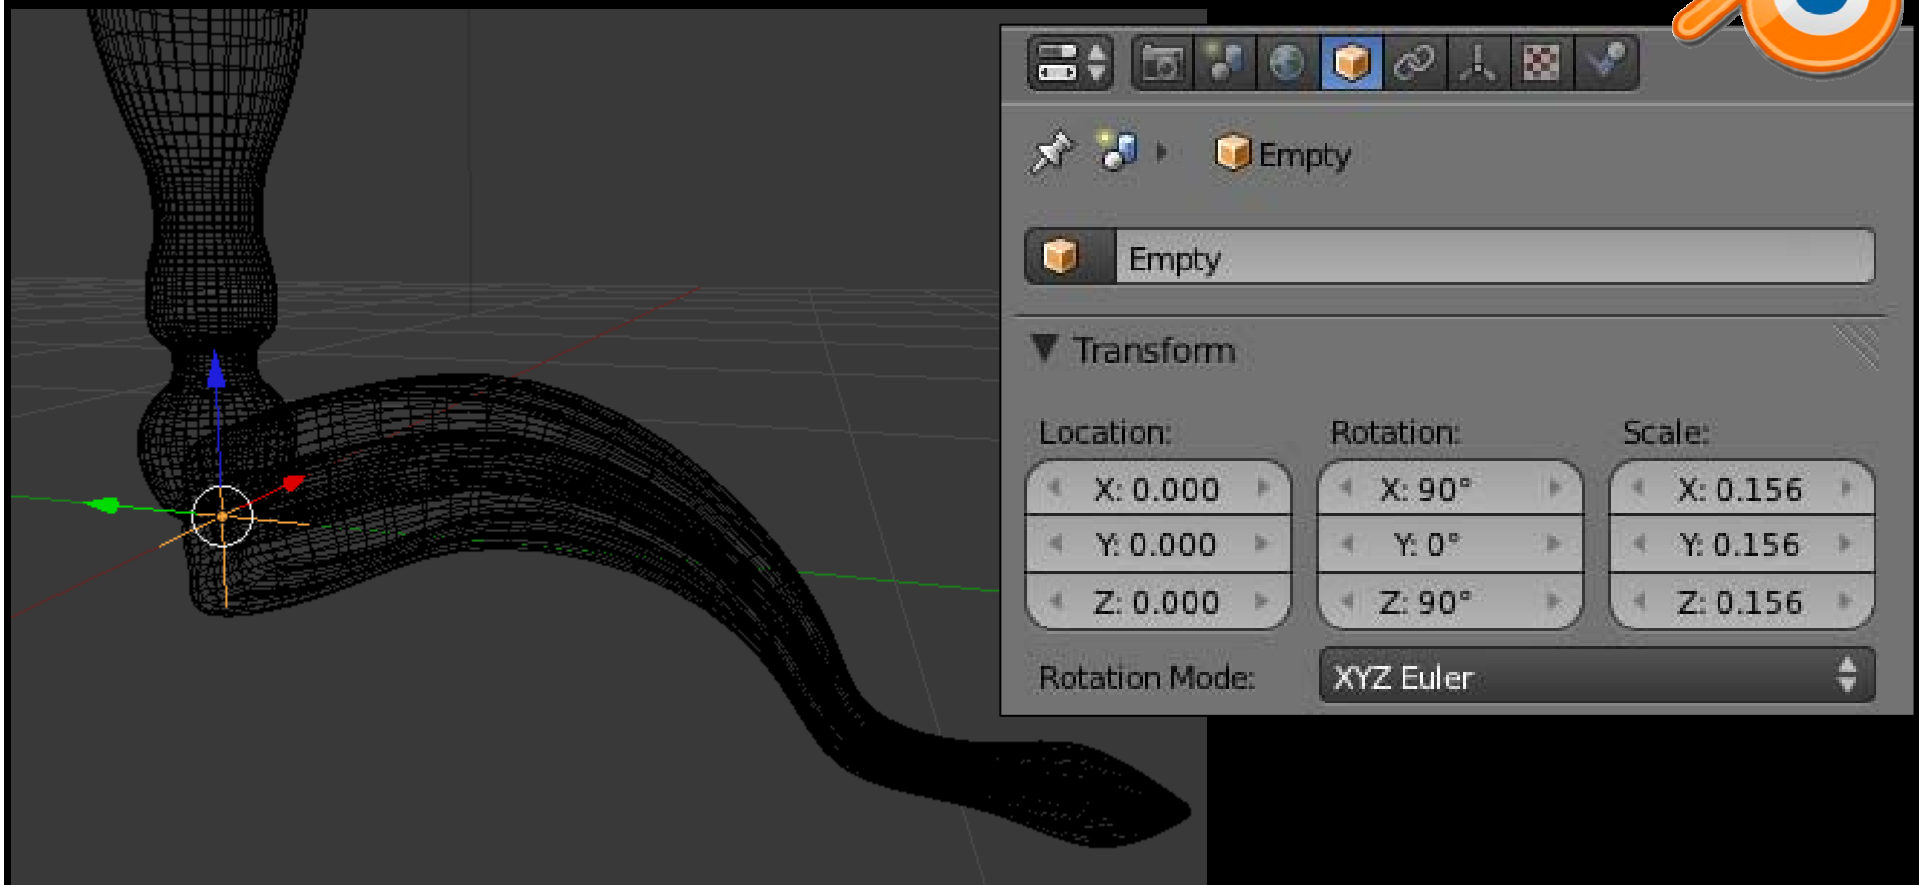 Empty
Empty
Transform
Location: Rotation: Scale:
X: 0.000 X: 90° X: 0.156
Y: 0.000 Y: 0° Y: 0.156
Z: 0.000 Z: 90° Z: 0.156
Rotation Mode: XYZ Euler